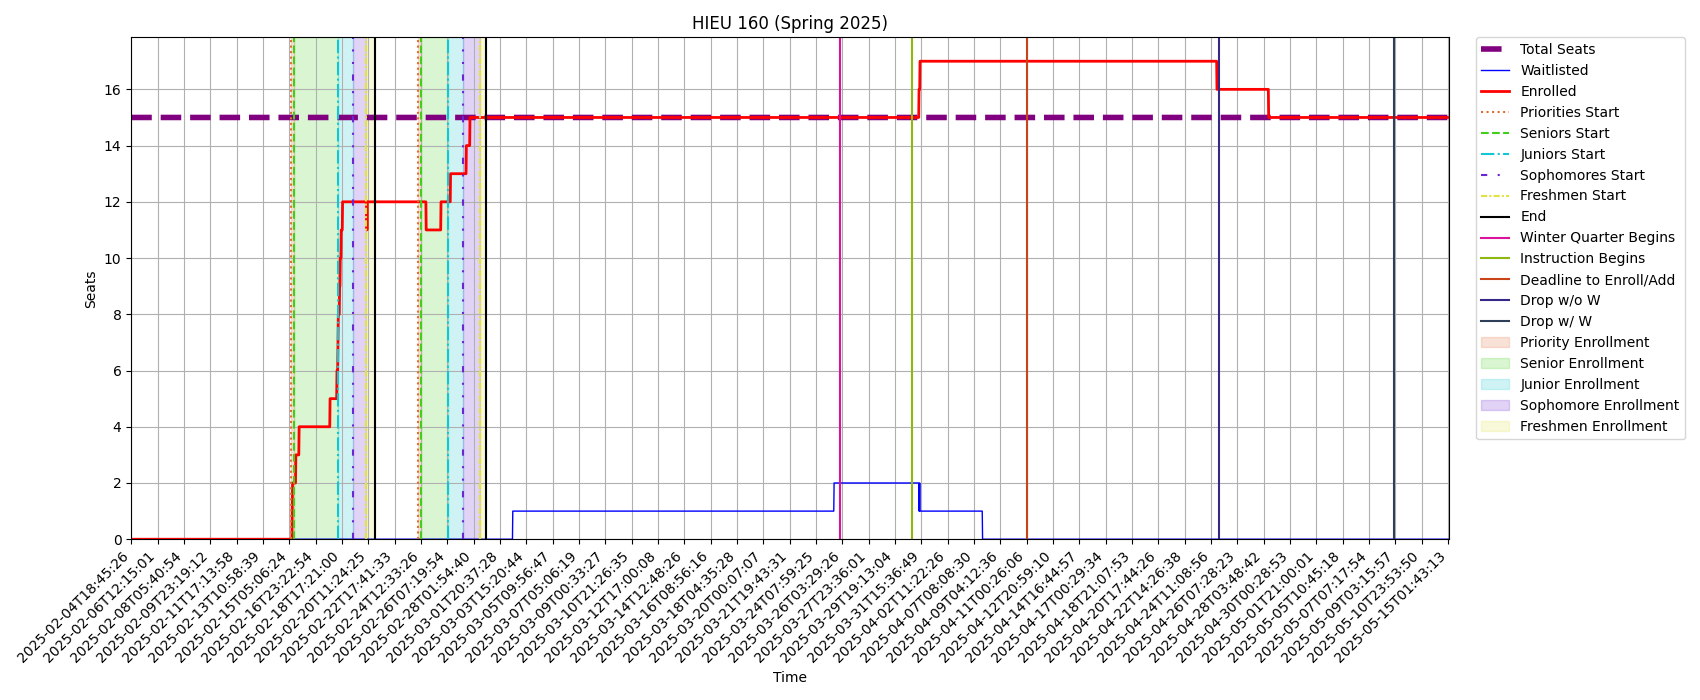 HIEU 160 (Spring 2025)
Seats
16
14
12
10
8
6
4
2
0
2025-02-04T18:45:26
2025-02-06T12:15:01
2025-02-08T05:40:54
2025-02-09T23:19:12
2025-02-11T17:13:58
2025-02-13T10:58:39
2025-02-15T05:06:24
2025-02-16T23:22:54
2025-02-18T17:21:00
2025-02-20T11:24:25
2025-02-22T17:41:33
2025-02-24T12:33:26
2025-02-26T07:19:54
2025-02-28T01:54:40
2025-03-01T20:37:28
2025-03-03T15:20:44
2025-03-05T09:56:47
2025-03-07T05:06:19
2025-03-09T00:33:27
2025-03-10T21:26:35
2025-03-12T17:00:08
2025-03-14T12:48:26
2025-03-16T08:56:16
2025-03-18T04:35:28
2025-03-20T00:07:07
2025-03-21T19:43:31
2025-03-24T07:59:25
2025-03-26T03:29:26
2025-03-27T23:36:01
2025-03-29T19:13:04
2025-03-31T15:36:49
2025-04-02T11:22:26
2025-04-07T08:08:30
2025-04-09T04:12:36
2025-04-11T00:26:06
2025-04-12T20:59:10
2025-04-14T16:44:57
2025-04-17T00:29:34
2025-04-18T21:07:53
2025-04-20T17:44:26
2025-04-22T14:26:38
2025-04-24T11:08:56
2025-04-26T07:28:23
2025-04-28T03:48:42
2025-04-30T00:28:53
2025-05-01T21:00:01
2025-05-05T10:45:18
2025-05-07T07:17:54
2025-05-09T03:15:57
2025-05-10T23:53:50
2025-05-15T01:43:13
Time
Total Seats
Waitlisted
Enrolled
Priorities Start
Seniors Start
Juniors Start
Sophomores Start
Freshmen Start
End
Winter Quarter Begins
Instruction Begins
Deadline to Enroll/Add
Drop w/o W
Drop w/ W
Priority Enrollment
Senior Enrollment
Junior Enrollment
Sophomore Enrollment
Freshmen Enrollment